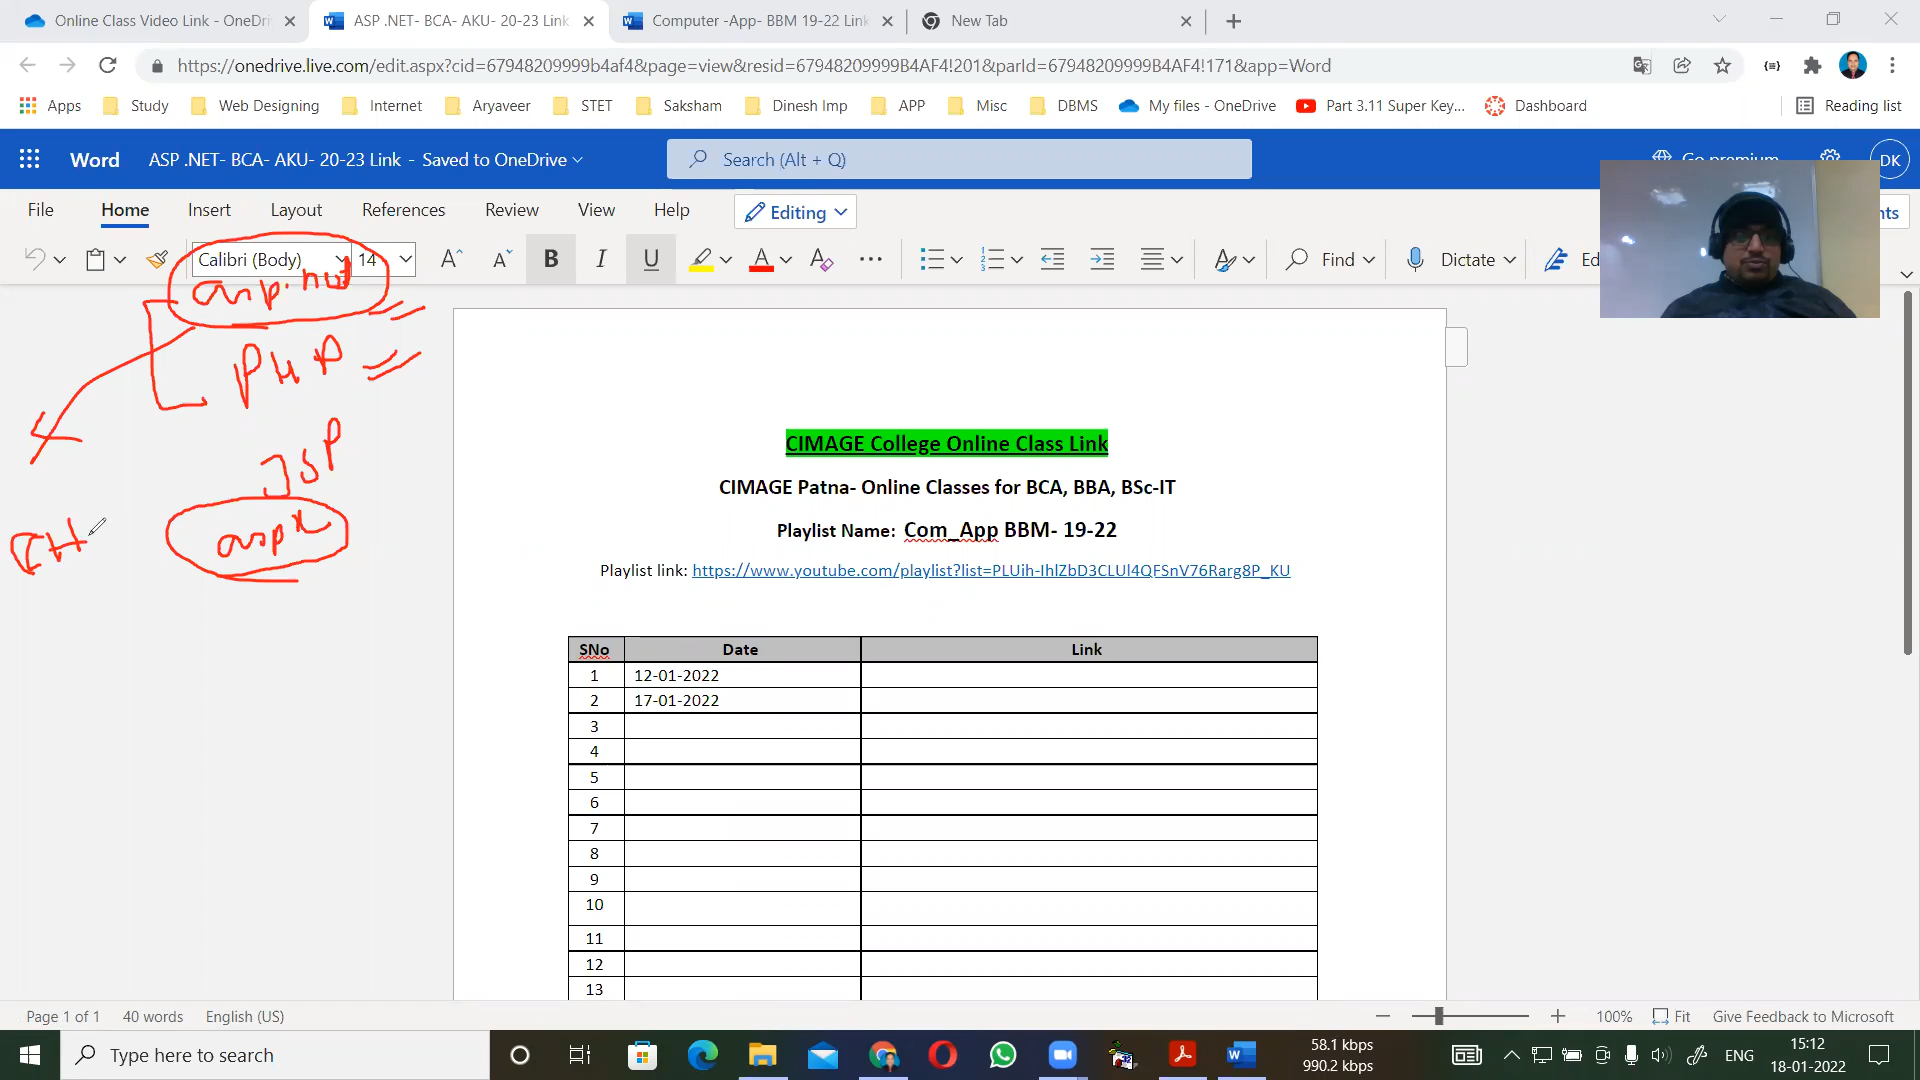 Online Class Video Link - OneDri
ASP .NET- BCA- AKU- 20-23 Link
Computer -App- BBM 19-22 Link
New Tab
https://onedrive.live.com/edit.aspx?cid=67948209999b4af4&page=view&resid=67948209999B4AF4!201&parId=67948209999B4AF4!171&app=Word
Apps Study Web Designing Internet Aryaveer STET Saksham Dinesh Imp APP Misc DBMS My files - OneDrive Part 3.11 Super Key... Dashboard Reading list
Word ASP .NET- BCA- AKU- 20-23 Link - Saved to OneDrive Search (Alt + Q) Go premium DK
File Home Insert Layout References Review View Help Editing nts
Calibri (Body) 14 A A B I U A A Find Dictate Ed
asp.net
PHP
JSP
aspx
CIMAGE College Online Class Link
CIMAGE Patna- Online Classes for BCA, BBA, BSc-IT
Playlist Name: Com_App BBM- 19-22
Playlist link: https://www.youtube.com/playlist?list=PLUih-IhlZbD3CLUl4QFSnV76Rarg8P_KU
SNo Date Link
1 12-01-2022
2 17-01-2022
3
4
5
6
7
8
9
10
11
12
13
Page 1 of 1 40 words English (US) 100% Fit Give Feedback to Microsoft
Type here to search 58.1 kbps ENG 15:12
990.2 kbps 18-01-2022